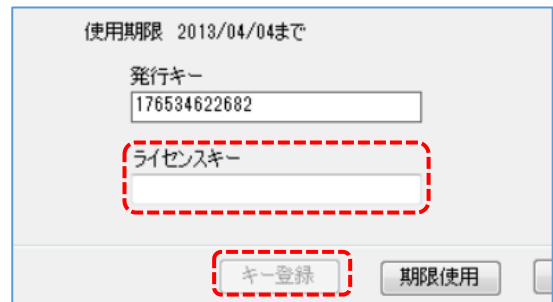 使用期限 2013/04/04まで
発行キー
176534622682
ライセンスキー
キー登録
期限使用